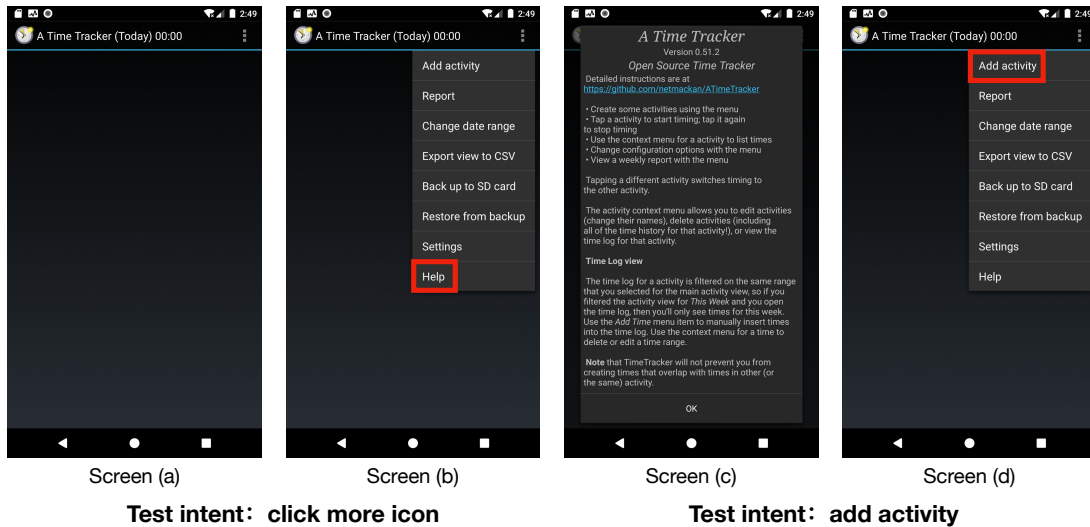 2:49
A Time Tracker (Today) 00:00
Screen (a)
2:49
A Time Tracker (Today) 00:00
Add activity
Report
Change date range
Export view to CSV
Back up to SD card
Restore from backup
Settings
Help
Screen (b)
Test intent：click more icon
2:49
A Time Tracker
Version 0.51.2
Open Source Time Tracker
Detailed instructions are at
https://github.com/netmackan/ATimeTracker
• Create some activities using the menu
• Tap a activity to start timing; tap it again
to stop timing
• Use the context menu for a activity to list times
• Change configuration options with the menu
• View a weekly report with the menu
Tapping a different activity switches timing to
the other activity.
The activity context menu allows you to edit activities
(change their names), delete activities (including
all of the time history for that activity!), or view the
time log for that activity.
Time Log view
The time log for a activity is filtered on the same range
that you selected for the main activity view, so if you
filtered the activity view for This Week and you open
the time log, then you'll only see times for this week.
Use the Add Time menu item to manually insert times
into the time log. Use the context menu for a time to
delete or edit a time range.
Note that TimeTracker will not prevent you from
creating times that overlap with times in other (or
the same) activity.
OK
Screen (c)
2:49
A Time Tracker (Today) 00:00
Add activity
Report
Change date range
Export view to CSV
Back up to SD card
Restore from backup
Settings
Help
Screen (d)
Test intent：add activity